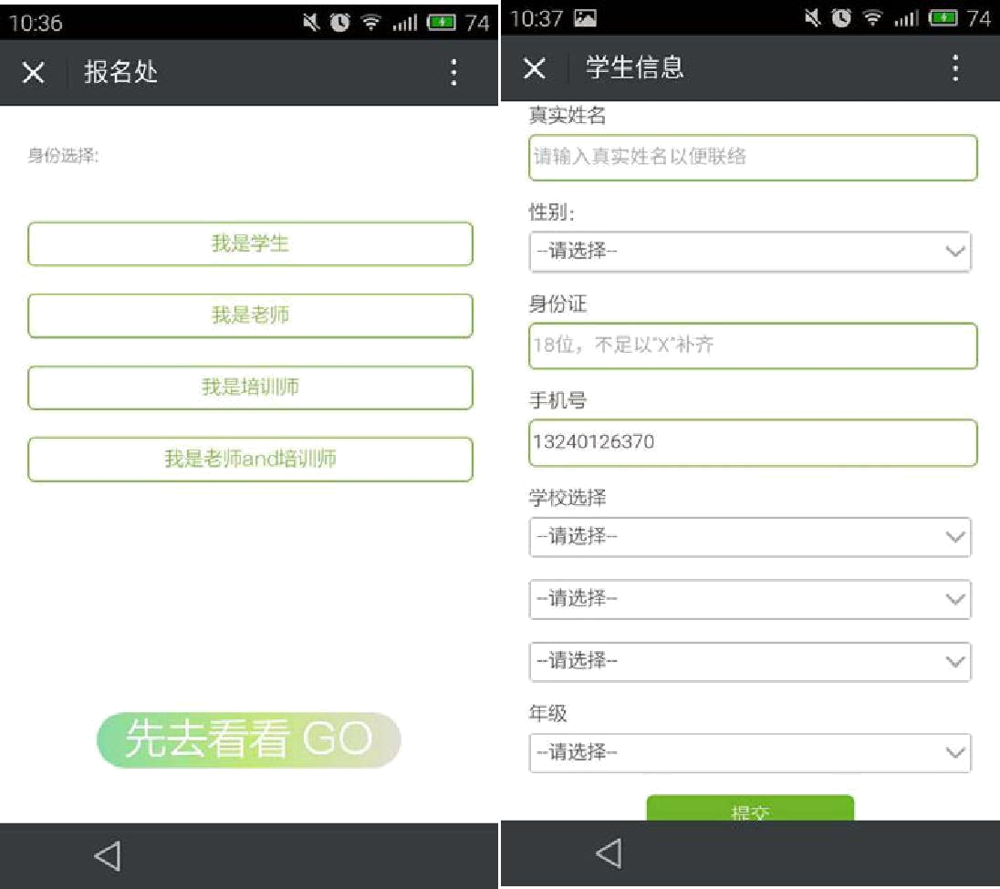 10:36
74
报名处
身份选择:
我是学生
我是老师
我是培训师
我是老师and培训师
先去看看 GO
10:37
74
学生信息
真实姓名
请输入真实姓名以便联络
性别:
--请选择--
身份证
18位，不足以"X"补齐
手机号
13240126370
学校选择
--请选择--
--请选择--
--请选择--
年级
--请选择--
提交